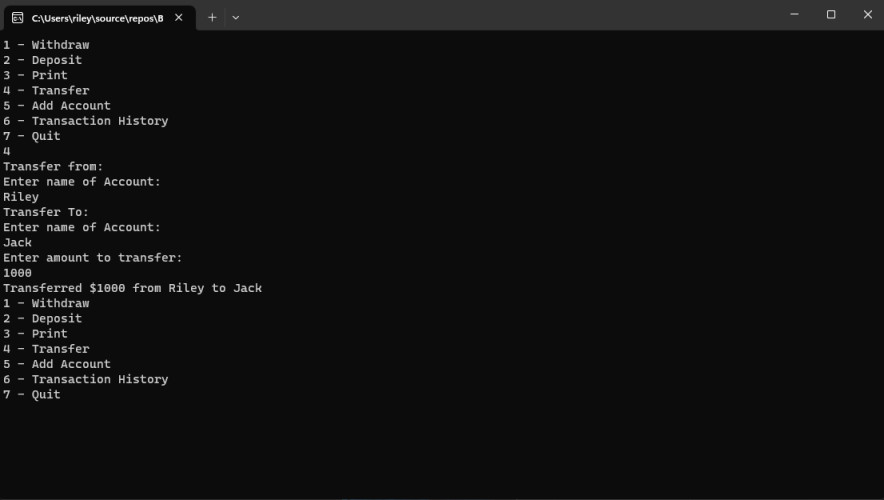 C:\Users\riley\source\repos\B
1 - Withdraw
2 - Deposit
3 - Print
4 - Transfer
5 - Add Account
6 - Transaction History
7 - Quit
4
Transfer from:
Enter name of Account:
Riley
Transfer To:
Enter name of Account:
Jack
Enter amount to transfer:
1000
Transferred $1000 from Riley to Jack
1 - Withdraw
2 - Deposit
3 - Print
4 - Transfer
5 - Add Account
6 - Transaction History
7 - Quit